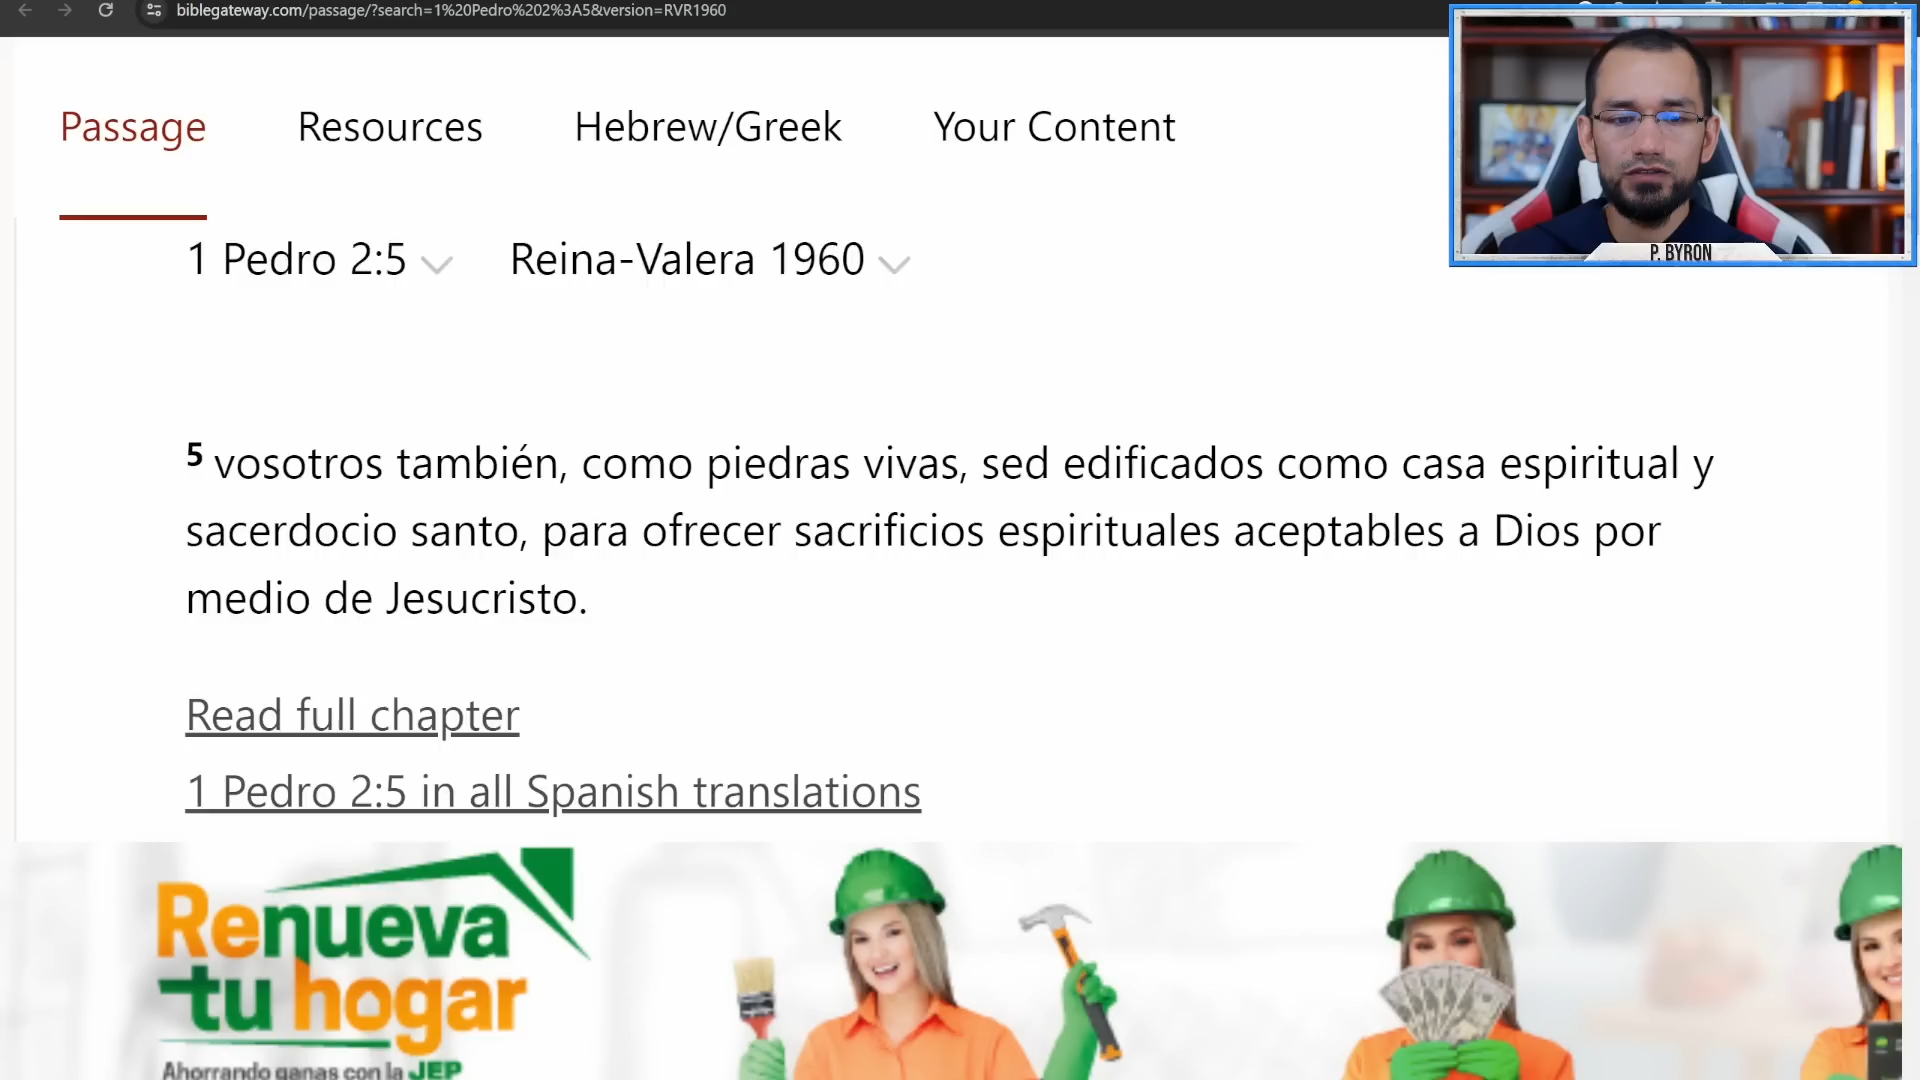 biblegateway.com/passage/?search=1%20Pedro%202%3A5&version=RVR1960
Passage
Resources
Hebrew/Greek
Your Content
P. BYRON
1 Pedro 2:5
Reina-Valera 1960
5 vosotros también, como piedras vivas, sed edificados como casa espiritual y
sacerdocio santo, para ofrecer sacrificios espirituales aceptables a Dios por
medio de Jesucristo.
Read full chapter
1 Pedro 2:5 in all Spanish translations
Renueva
tu hogar
Ahorrando ganas con la JEP